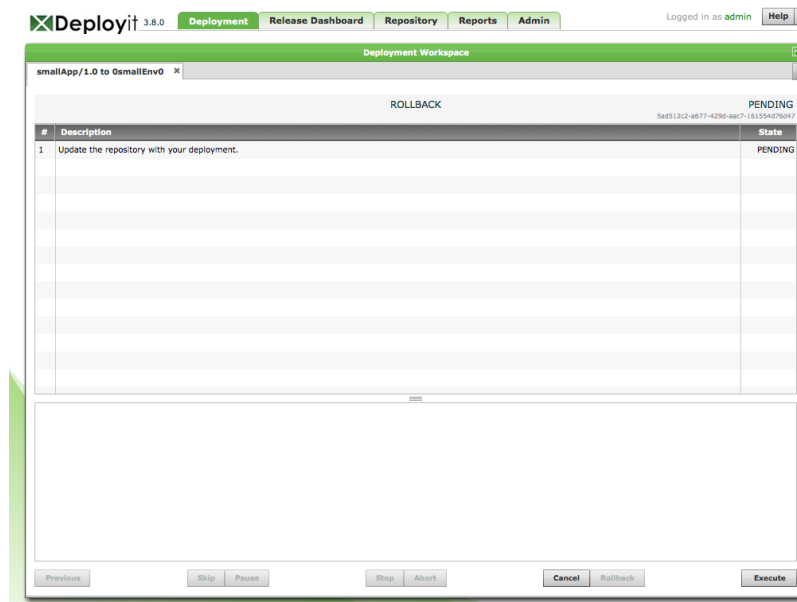 Deployit 3.8.0 Deployment Release Dashboard Repository Reports Admin Logged in as admin Help
Deployment Workspace
smallApp/1.0 to 0smallEnv0
ROLLBACK PENDING
5ad512c2-a677-429d-aac7-161554d76d47
# Description State
1 Update the repository with your deployment. PENDING
Previous Skip Pause Stop Abort Cancel Rollback Execute